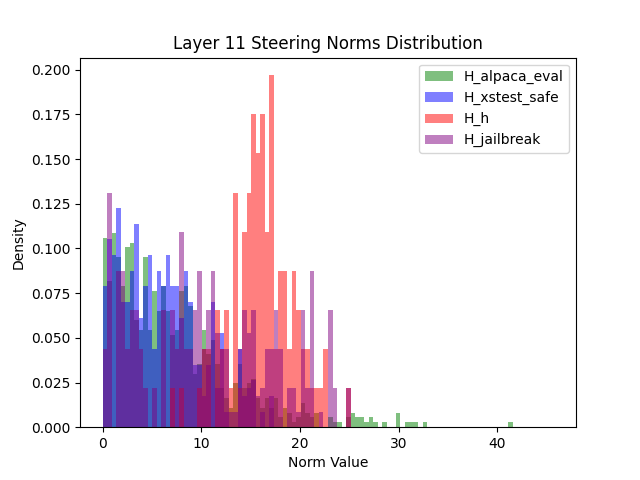 Layer 11 Steering Norms Distribution
H_alpaca_eval
H_xstest_safe
H_h
H_jailbreak
Density
0.200
0.175
0.150
0.125
0.100
0.075
0.050
0.025
0.000
0 10 20 30 40
Norm Value